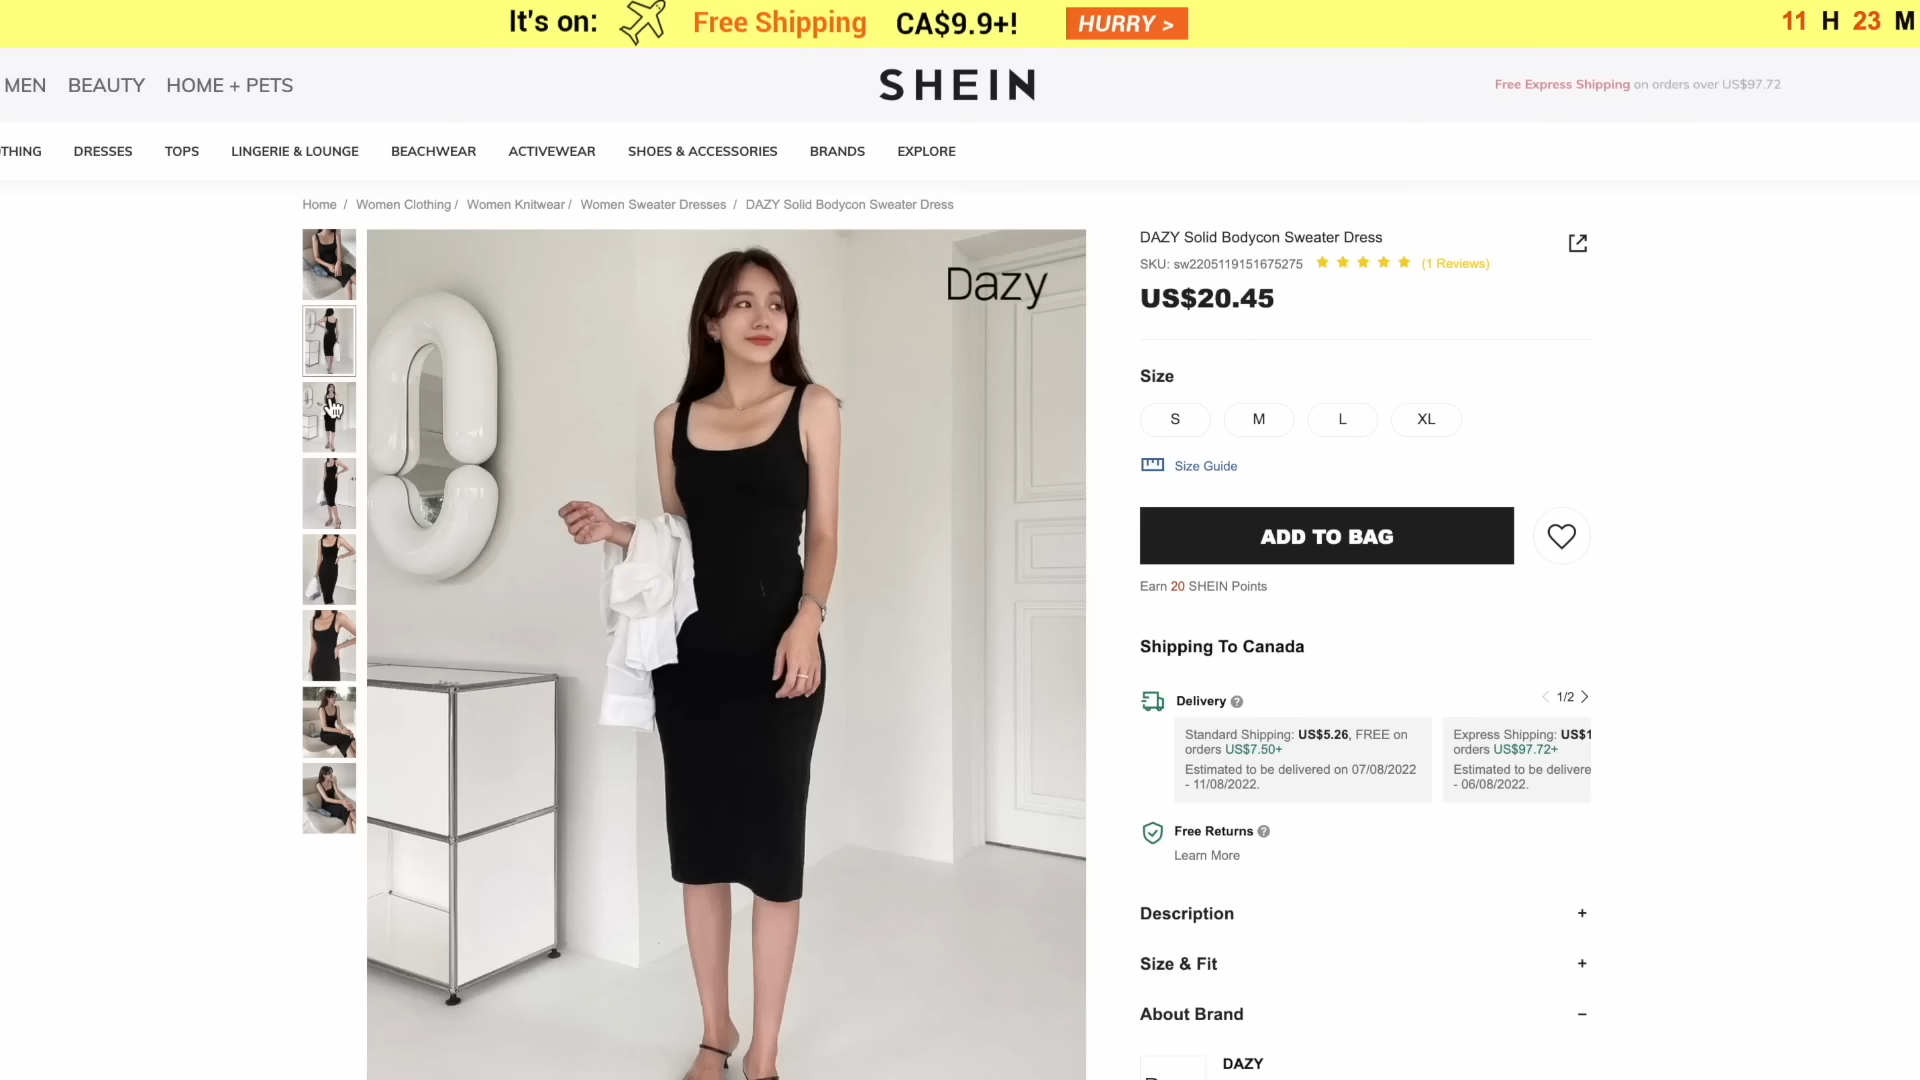 It's on: Free Shipping CA$9.9+! HURRY > 11 H 23 M
MEN BEAUTY HOME + PETS
SHEIN
Free Express Shipping on orders over US$97.72
THING DRESSES TOPS LINGERIE & LOUNGE BEACHWEAR ACTIVEWEAR SHOES & ACCESSORIES BRANDS EXPLORE
Home / Women Clothing / Women Knitwear / Women Sweater Dresses / DAZY Solid Bodycon Sweater Dress
Dazy
DAZY Solid Bodycon Sweater Dress
SKU: sw2205119151675275 (1 Reviews)
US$20.45
Size
S M L XL
Size Guide
ADD TO BAG
Earn 20 SHEIN Points
Shipping To Canada
Delivery ? 1/2
Standard Shipping: US$5.26, FREE on
orders US$7.50+
Estimated to be delivered on 07/08/2022
- 11/08/2022.
Express Shipping: US$1
orders US$97.72+
Estimated to be delivere
- 06/08/2022.
Free Returns ?
Learn More
Description +
Size & Fit +
About Brand −
DAZY